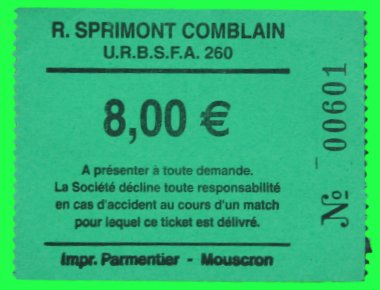 R. SPRIMONT COMBLAIN
U.R.B.S.F.A. 260
8,00 €
A présenter à toute demande.
La Société décline toute responsabilité
en cas d'accident au cours d'un match
pour lequel ce ticket est délivré.
Impr. Parmentier - Mouscron
Nº 00601